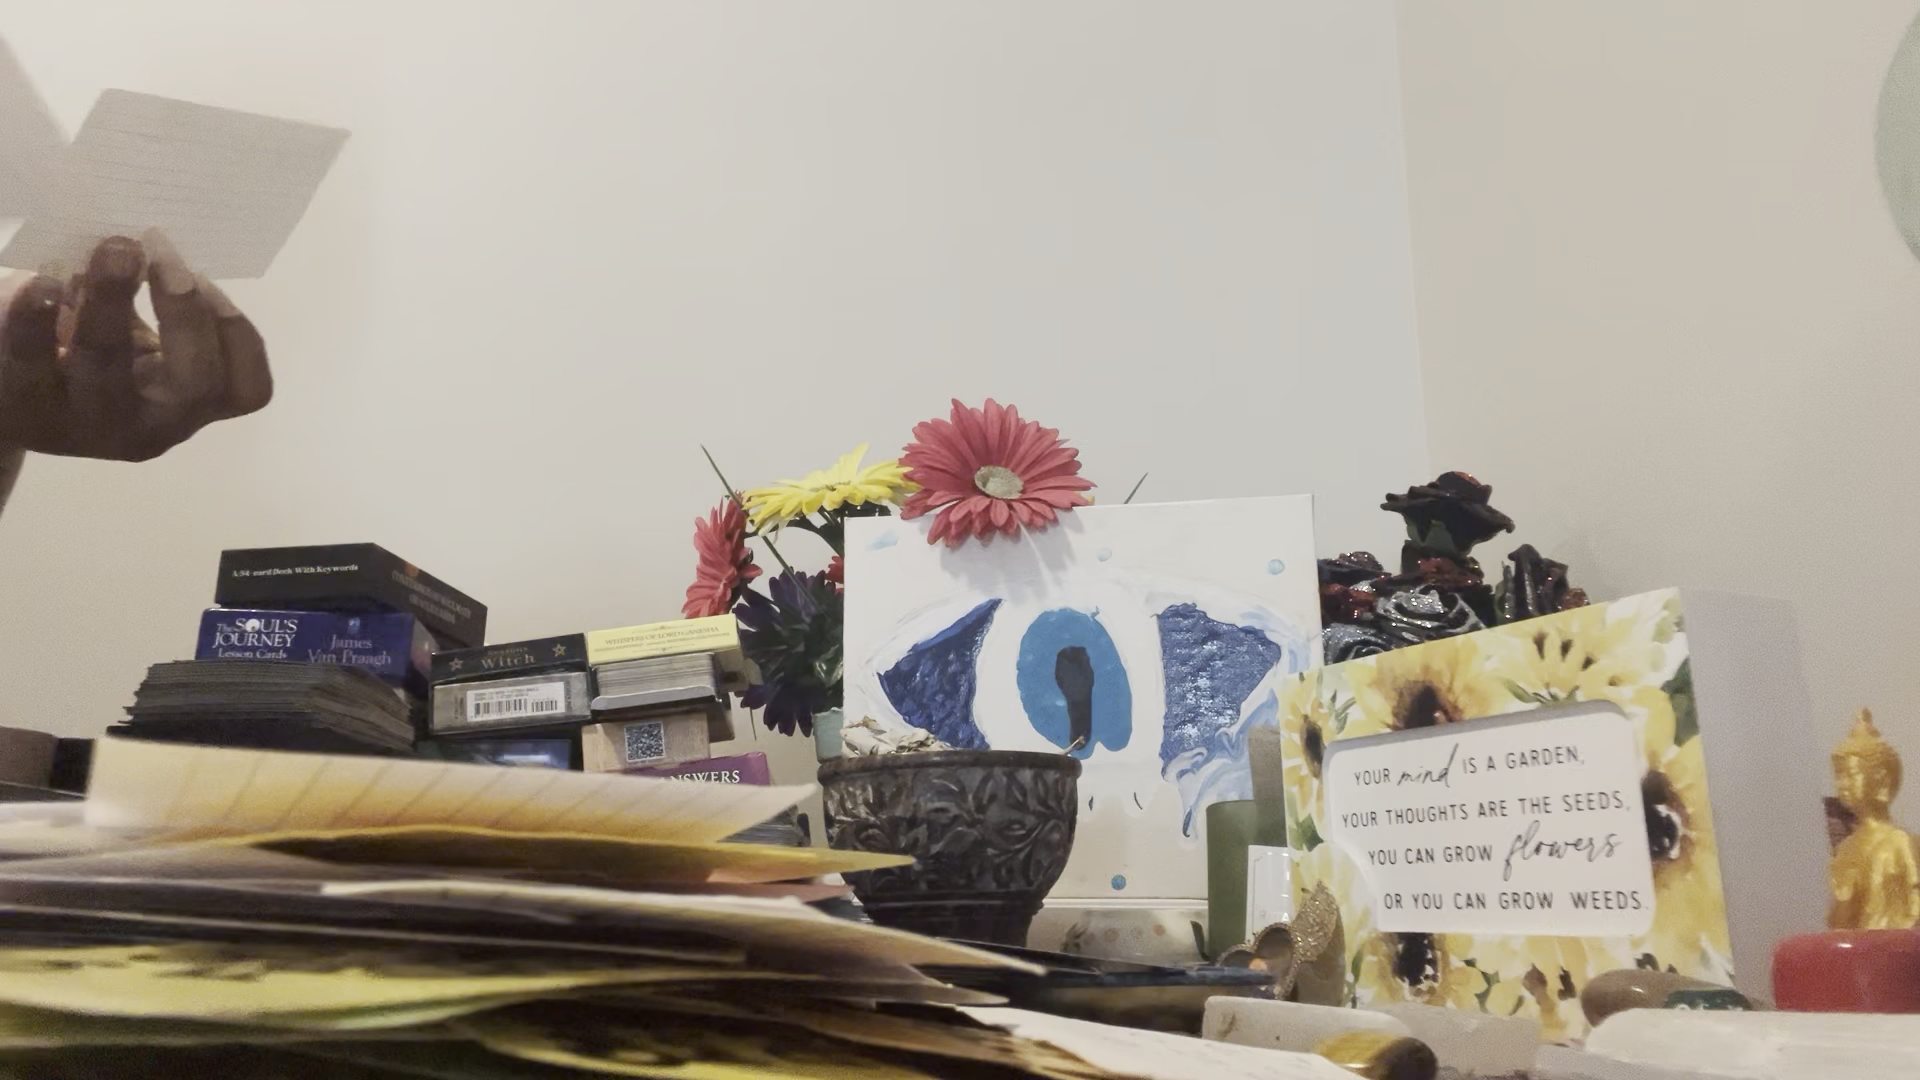 A 54-card Deck With Keywords
The SOUL'S
JOURNEY
Lesson Cards
James
Van Praagh
Witch
WHISPERS OF LORD GANESHA
ANSWERS
YOUR mind IS A GARDEN,
YOUR THOUGHTS ARE THE SEEDS,
YOU CAN GROW flowers
OR YOU CAN GROW WEEDS.